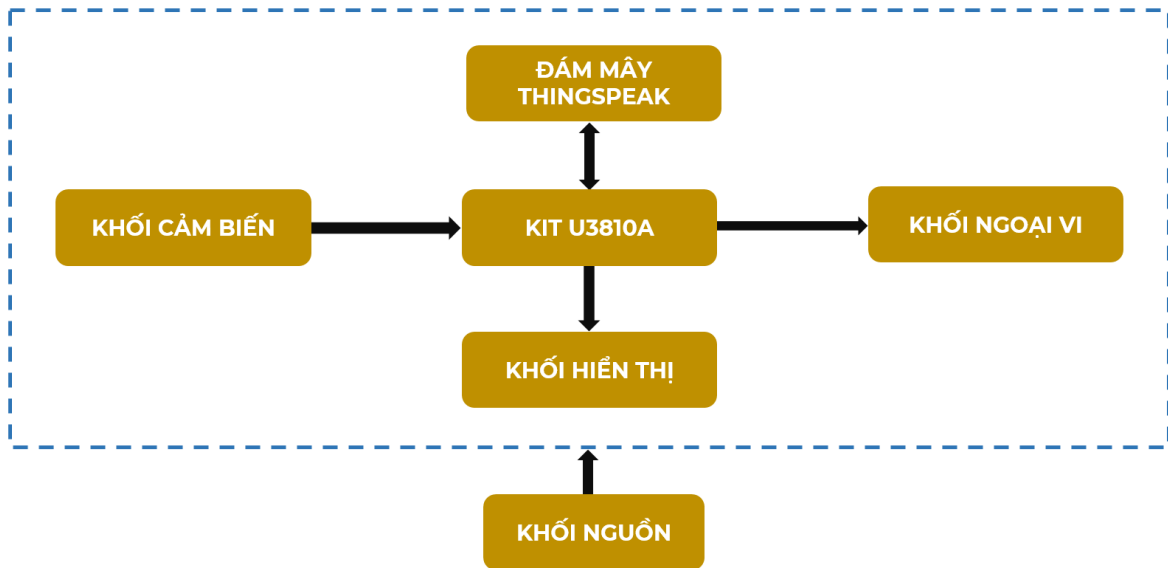 ĐÁM MÂY
THINGSPEAK
KHỐI CẢM BIẾN
KIT U3810A
KHỐI NGOẠI VI
KHỐI HIỂN THỊ
KHỐI NGUỒN